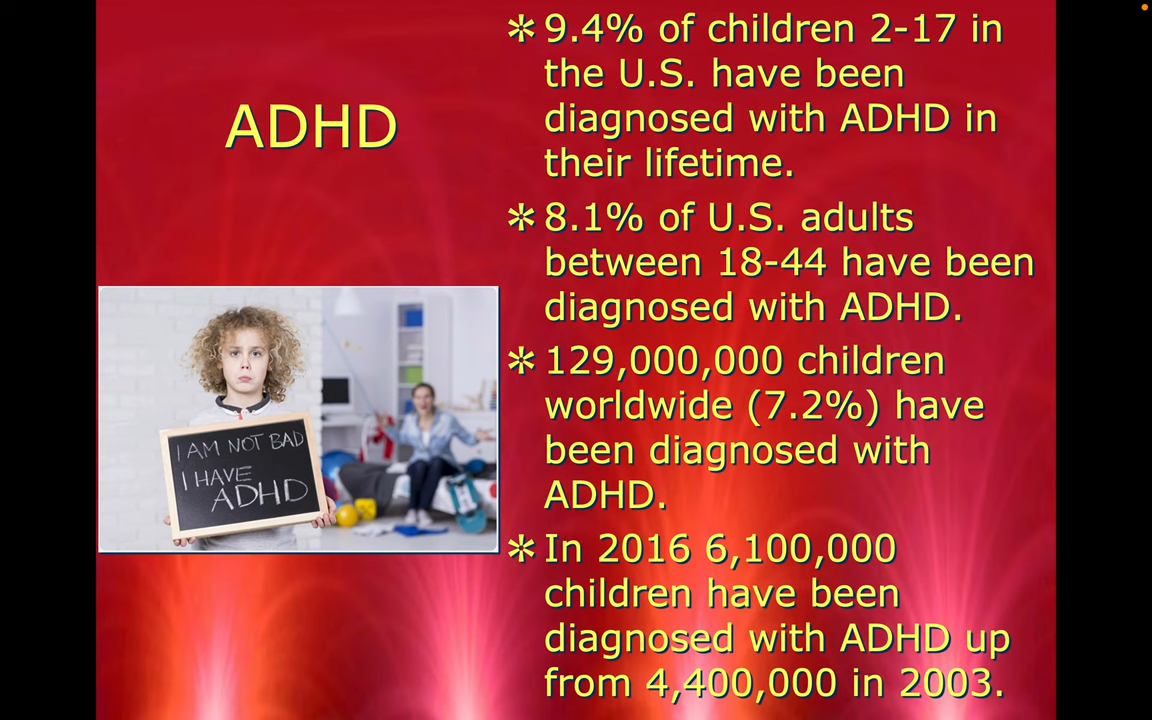 ADHD
I AM NOT BAD
I HAVE
ADHD
9.4% of children 2-17 in
the U.S. have been
diagnosed with ADHD in
their lifetime.
8.1% of U.S. adults
between 18-44 have been
diagnosed with ADHD.
129,000,000 children
worldwide (7.2%) have
been diagnosed with
ADHD.
In 2016 6,100,000
children have been
diagnosed with ADHD up
from 4,400,000 in 2003.